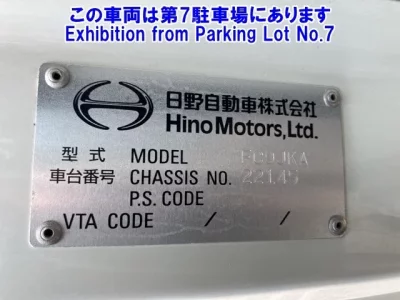 この車両は第7駐車場にあります
Exhibition from Parking Lot No.7
日野自動車株式会社
Hino Motors, Ltd.
型式 MODEL
車台番号 CHASSIS NO. 22145
P.S. CODE
VTA CODE / /